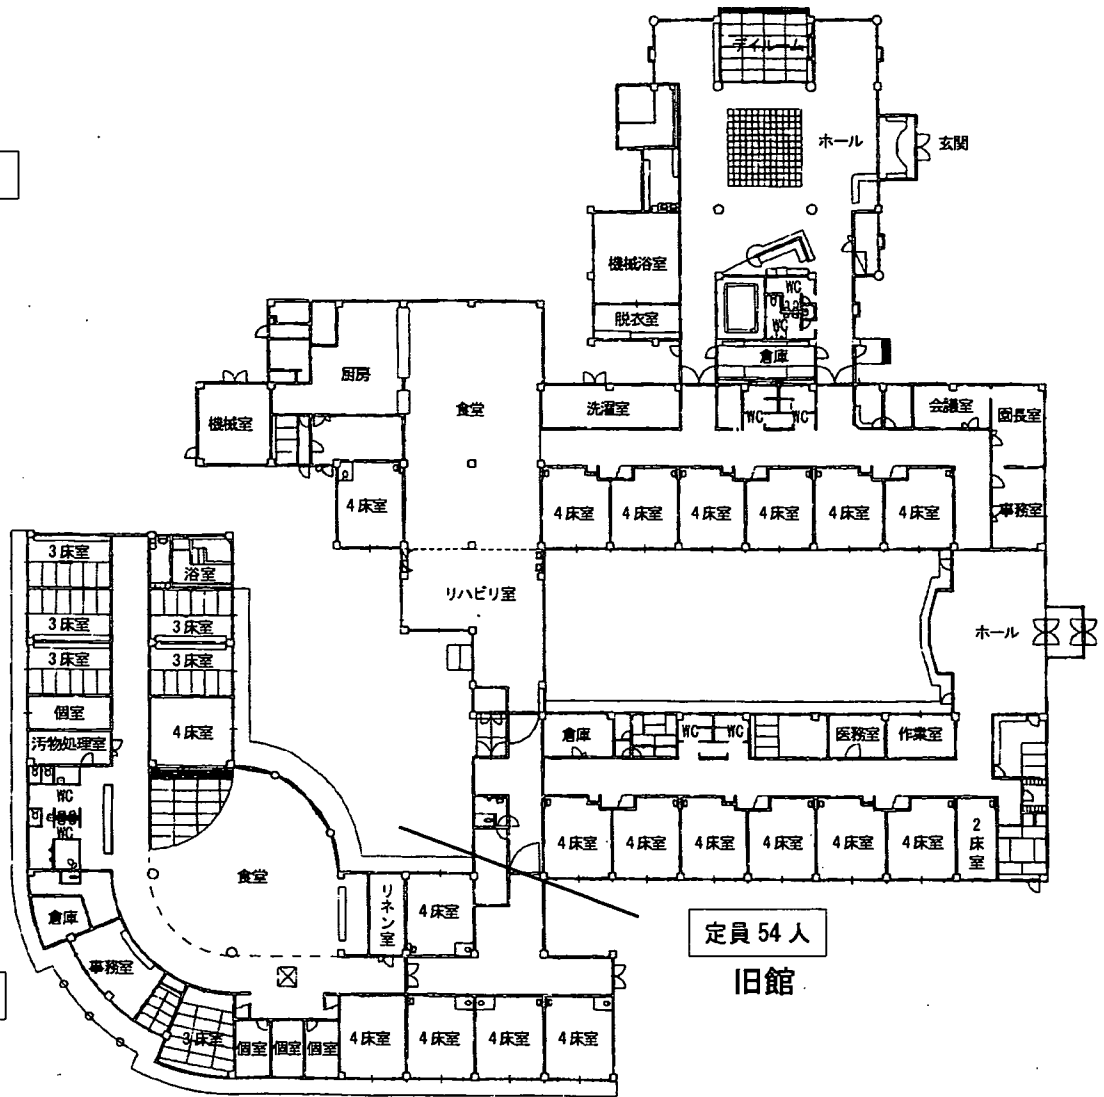 デイルーム
ホール
玄関
機械浴室
WC
脱衣室
WC
倉庫
厨房
食堂
洗濯室
WC
WC
会議室
園長室
機械室
4床室
4床室
4床室
4床室
4床室
4床室
4床室
事務室
3床室
浴室
リハビリ室
3床室
3床室
ホール
3床室
3床室
個室
4床室
汚物処理室
倉庫
WC
WC
医務室
作業室
WC
WC
4床室
4床室
4床室
4床室
4床室
4床室
2床室
食堂
リネン室
4床室
倉庫
定員 54 人
旧館
事務室
3床室
個室
個室
個室
4床室
4床室
4床室
4床室